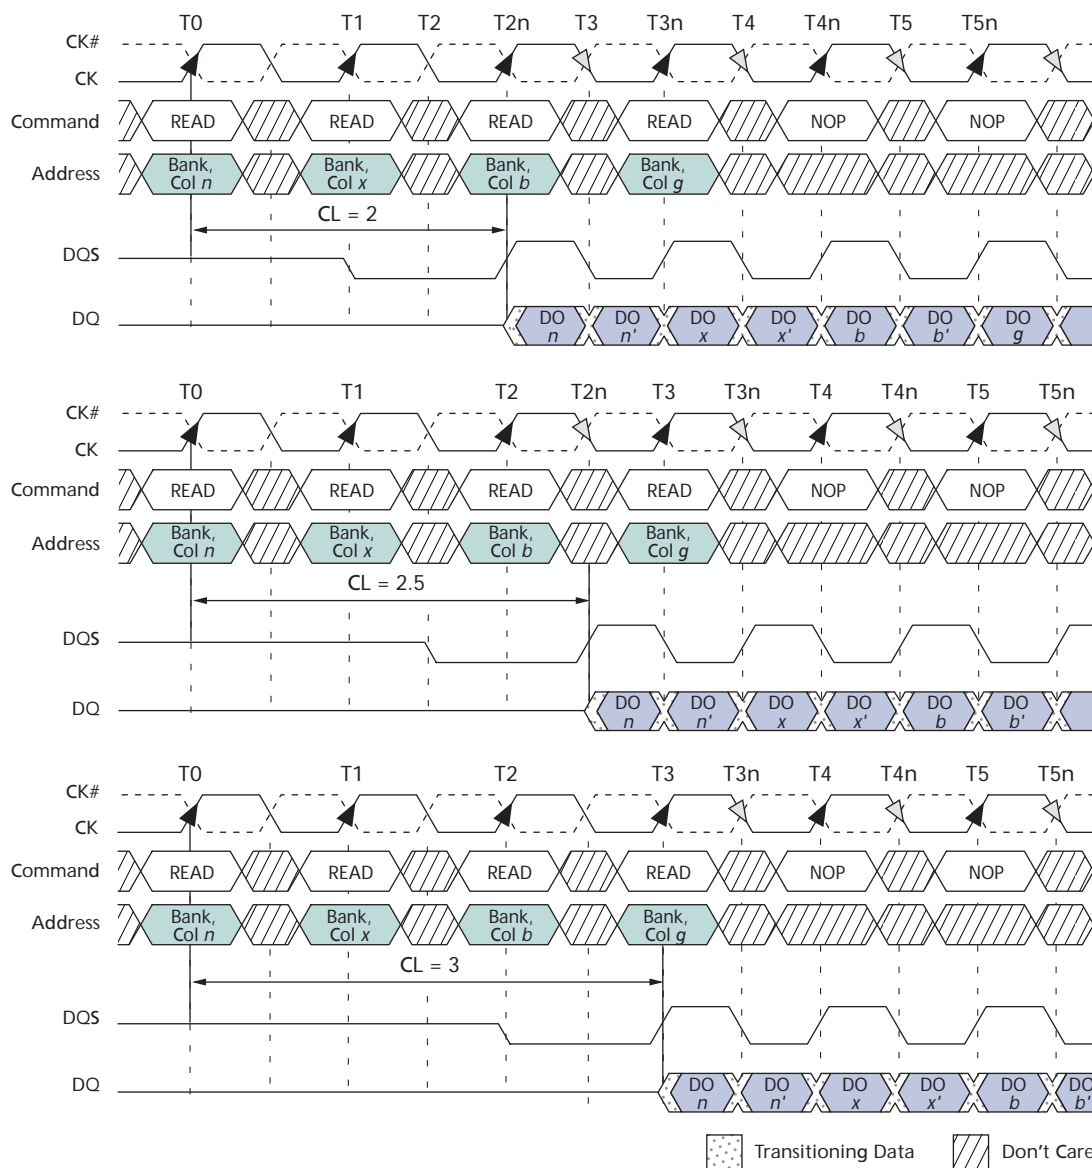 T0 T1 T2 T2n T3 T3n T4 T4n T5 T5n
CK#
CK
Command READ READ READ READ NOP NOP
Address Bank, Col n Bank, Col x Bank, Col b Bank, Col g
CL = 2
DQS
DQ DO n DO n' DO x DO x' DO b DO b' DO g
T0 T1 T2 T2n T3 T3n T4 T4n T5 T5n
CK#
CK
Command READ READ READ READ NOP NOP
Address Bank, Col n Bank, Col x Bank, Col b Bank, Col g
CL = 2.5
DQS
DQ DO n DO n' DO x DO x' DO b DO b'
T0 T1 T2 T3 T3n T4 T4n T5 T5n
CK#
CK
Command READ READ READ READ NOP NOP
Address Bank, Col n Bank, Col x Bank, Col b Bank, Col g
CL = 3
DQS
DQ DO n DO n' DO x DO x' DO b DO b'
Transitioning Data Don't Care